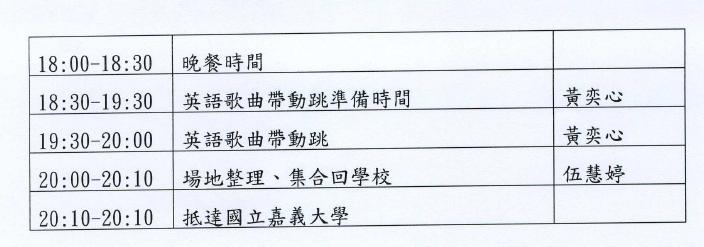 18:00-18:30 晚餐時間
18:30-19:30 英語歌曲帶動跳準備時間 黃奕心
19:30-20:00 英語歌曲帶動跳 黃奕心
20:00-20:10 場地整理、集合回學校 伍慧婷
20:10-20:10 抵達國立嘉義大學